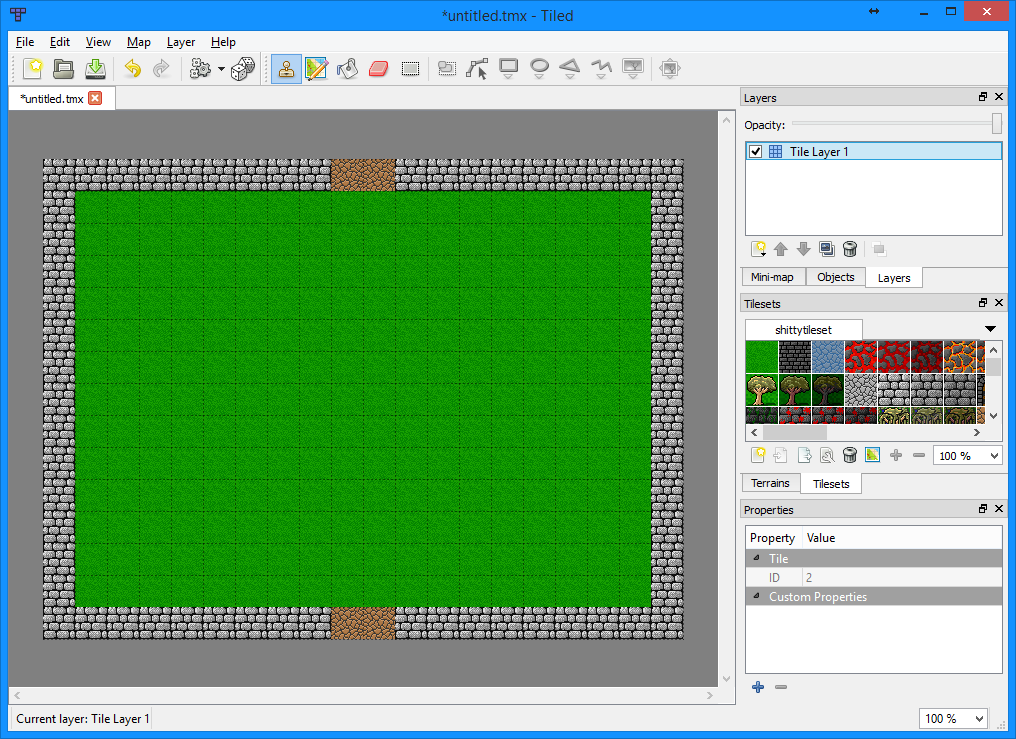 *untitled.tmx - Tiled
File Edit View Map Layer Help
*untitled.tmx
Layers
Opacity:
Tile Layer 1
Mini-map Objects Layers
Tilesets
shittytileset
100 %
Terrains Tilesets
Properties
Property Value
Tile
ID 2
Custom Properties
Current layer: Tile Layer 1
100 %